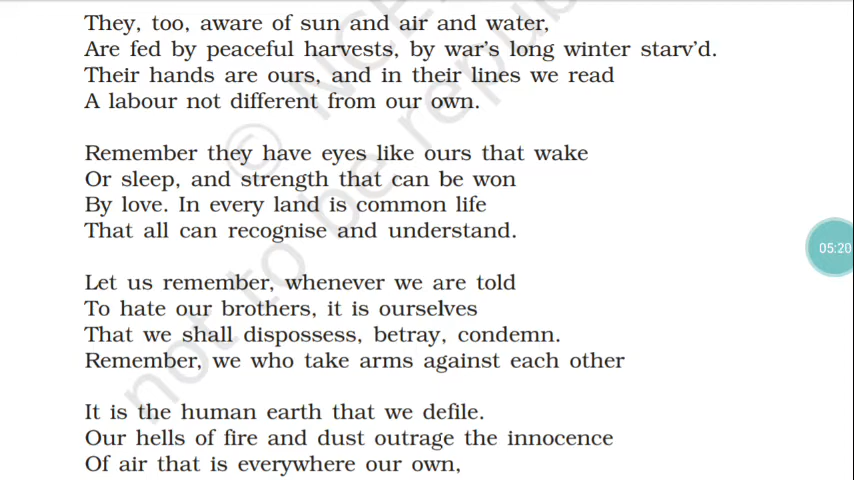 They, too, aware of sun and air and water,
Are fed by peaceful harvests, by war's long winter starv'd.
Their hands are ours, and in their lines we read
A labour not different from our own.
Remember they have eyes like ours that wake
Or sleep, and strength that can be won
By love. In every land is common life
That all can recognise and understand.
Let us remember, whenever we are told
To hate our brothers, it is ourselves
That we shall dispossess, betray, condemn.
Remember, we who take arms against each other
It is the human earth that we defile.
Our hells of fire and dust outrage the innocence
Of air that is everywhere our own,
05:20
not to be republ
© NCE